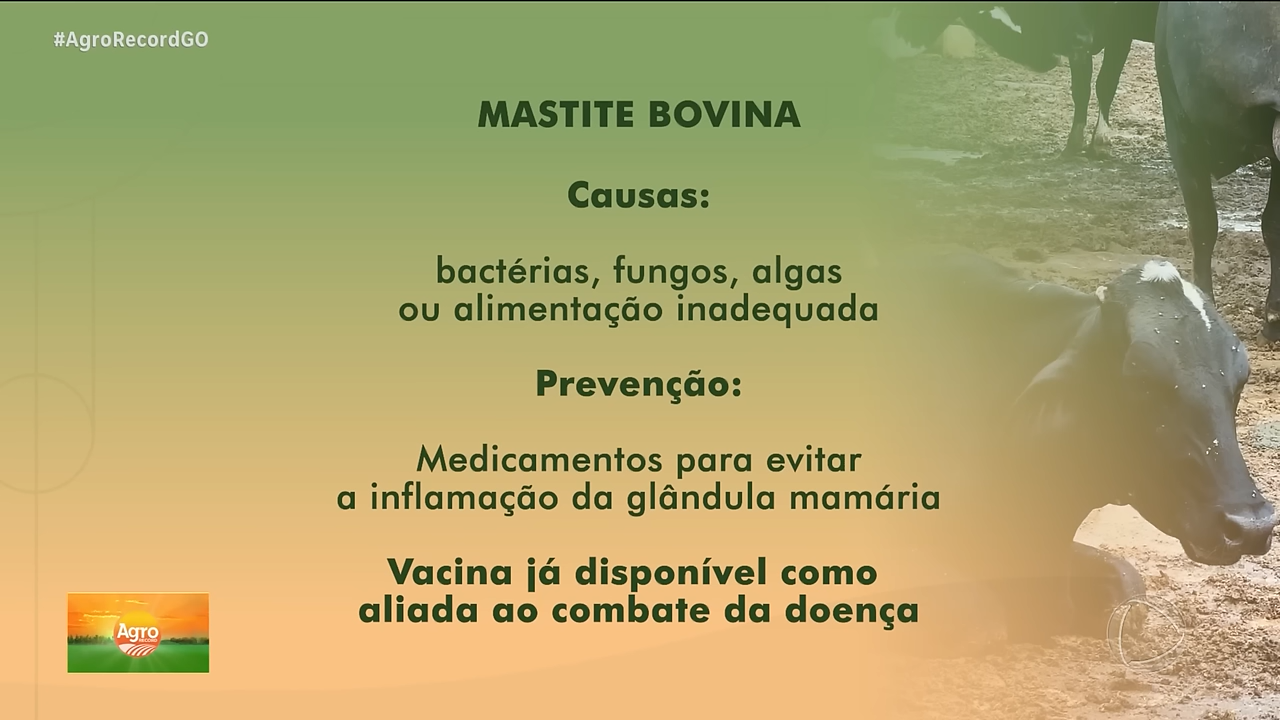 #AgroRecordGO
MASTITE BOVINA
Causas:
bactérias, fungos, algas
ou alimentação inadequada
Prevenção:
Medicamentos para evitar
a inflamação da glândula mamária
Vacina já disponível como
aliada ao combate da doença
Agro
RECORD